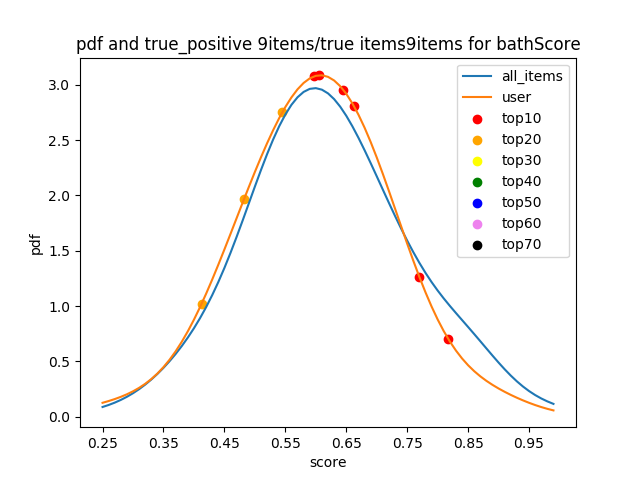 pdf and true_positive 9items/true items9items for bathScore
all_items
user
top10
top20
top30
top40
top50
top60
top70
pdf
3.0
2.5
2.0
1.5
1.0
0.5
0.0
0.25 0.35 0.45 0.55 0.65 0.75 0.85 0.95
score